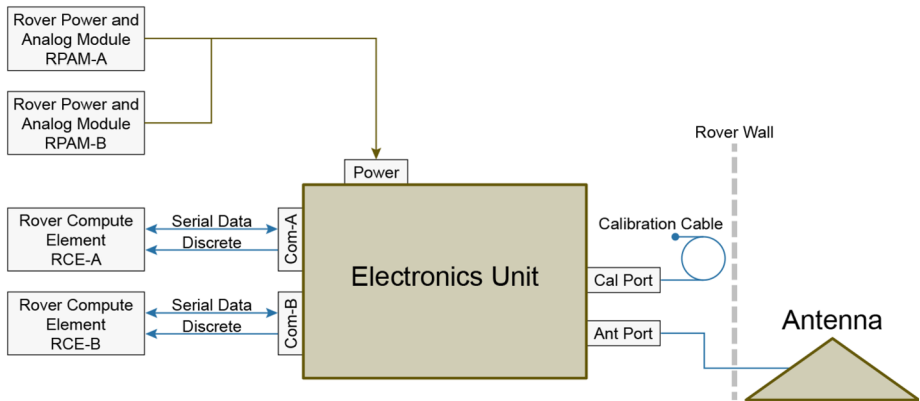 Rover Power and
Analog Module
RPAM-A
Rover Power and
Analog Module
RPAM-B
Rover Wall
Power
Rover Compute
Element
RCE-A
Serial Data
Discrete
Com-A
Calibration Cable
Electronics Unit
Cal Port
Rover Compute
Element
RCE-B
Serial Data
Discrete
Com-B
Ant Port
Antenna